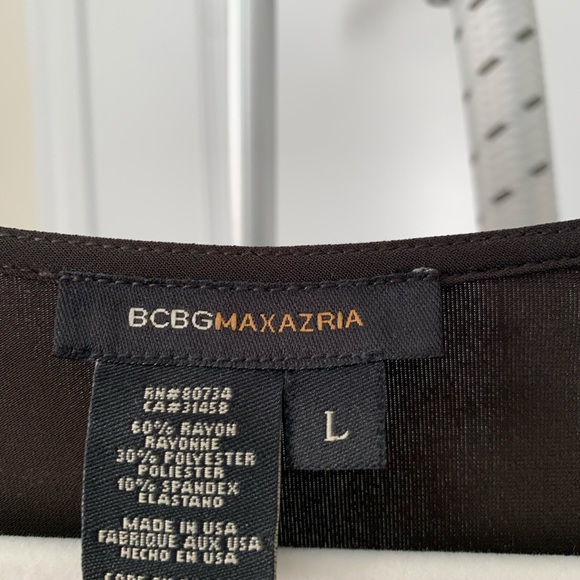 BCBGMAXAZRIA
RN#80734
CA#31458
60% RAYON
RAYONNE
30% POLYESTER
POLIESTER
10% SPANDEX
ELASTANO
MADE IN USA
FABRIQUE AUX USA
HECHO EN USA
L